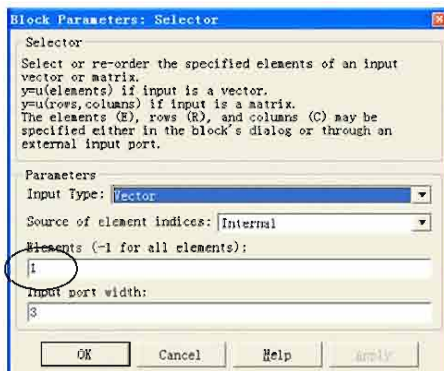 Block Parameters: Selector
Selector
Select or re-order the specified elements of an input
vector or matrix.
y=u(elements) if input is a vector.
y=u(rows,columns) if input is a matrix.
The elements (E), rows (R), and columns (C) may be
specified either in the block's dialog or through an
external input port.
Parameters
Input Type: Vector
Source of element indices: Internal
Elements (-1 for all elements):
1
Input port width:
3
OK Cancel Help Apply